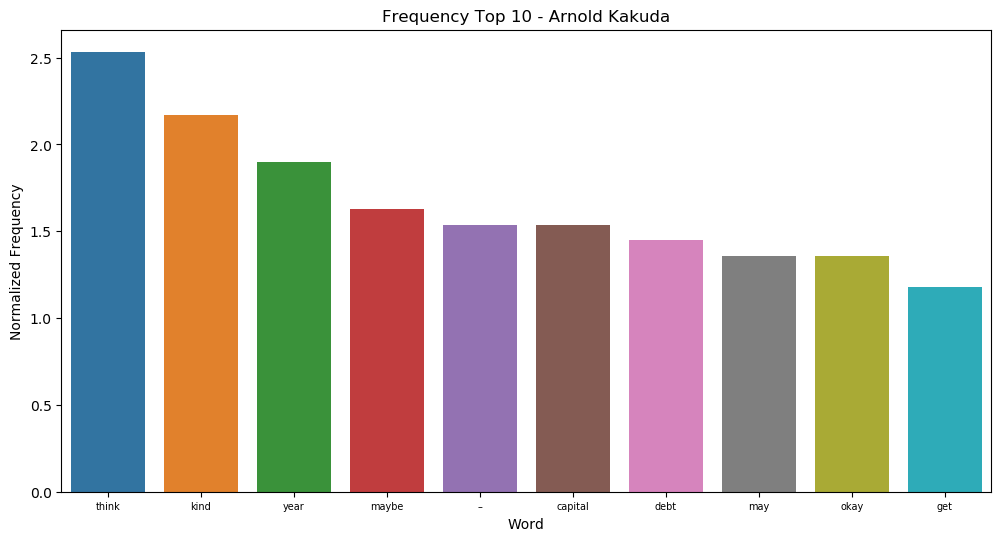 Frequency Top 10 - Arnold Kakuda
Normalized Frequency
2.5
2.0
1.5
1.0
0.5
0.0
think kind year maybe – capital debt may okay get
Word